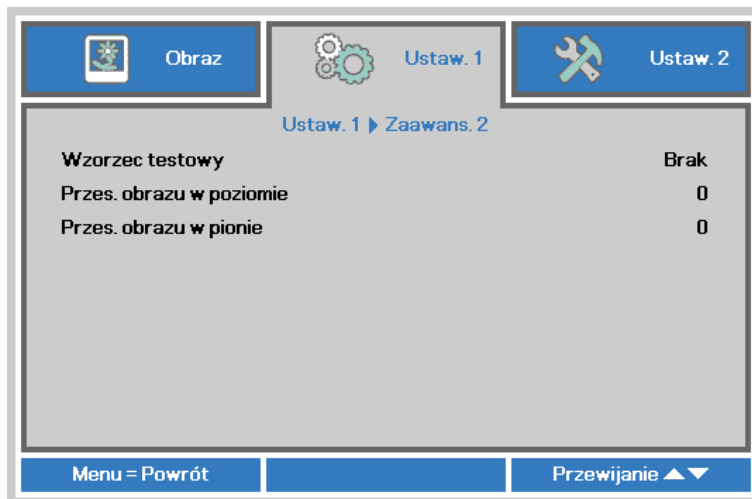 Obraz
Ustaw. 1
Ustaw. 2
Ustaw. 1 ▶ Zaawans. 2
Wzorzec testowy Brak
Przes. obrazu w poziomie 0
Przes. obrazu w pionie 0
Menu = Powrót Przewijanie ▲▼